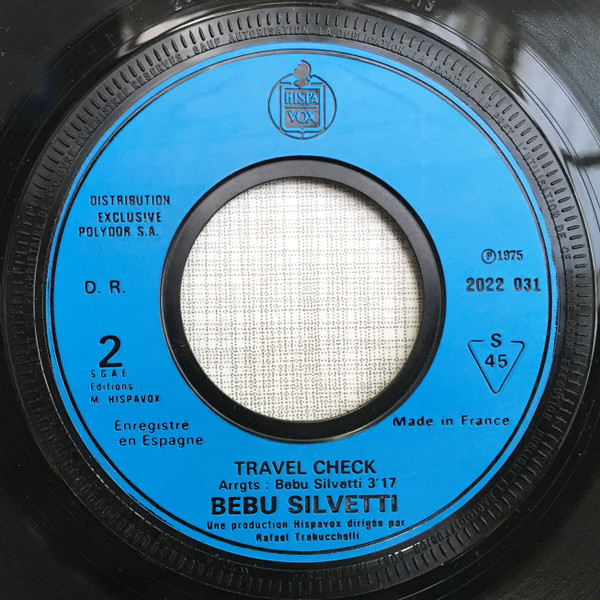 HISPA
VOX
DISTRIBUTION
EXCLUSIVE
POLYDOR S.A.
℗1975
D. R.
2022 031
2
S
45
S G A E
Editions :
M. HISPAVOX
Enregistré
en Espagne
Made in France
TRAVEL CHECK
Arrgts : Bebu Silvetti 3'17
BEBU SILVETTI
Une production Hispavox dirigée par
Rafael Trabucchelli